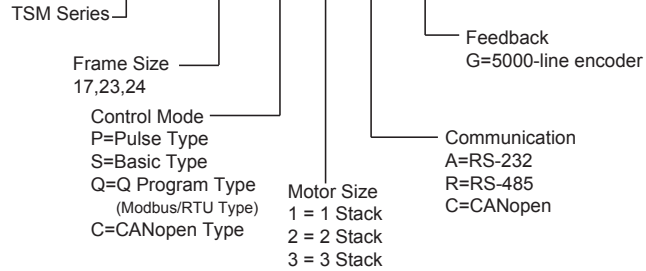 TSM Series
Frame Size
17,23,24
Control Mode
P=Pulse Type
S=Basic Type
Q=Q Program Type
(Modbus/RTU Type)
C=CANopen Type
Motor Size
1 = 1 Stack
2 = 2 Stack
3 = 3 Stack
Communication
A=RS-232
R=RS-485
C=CANopen
Feedback
G=5000-line encoder